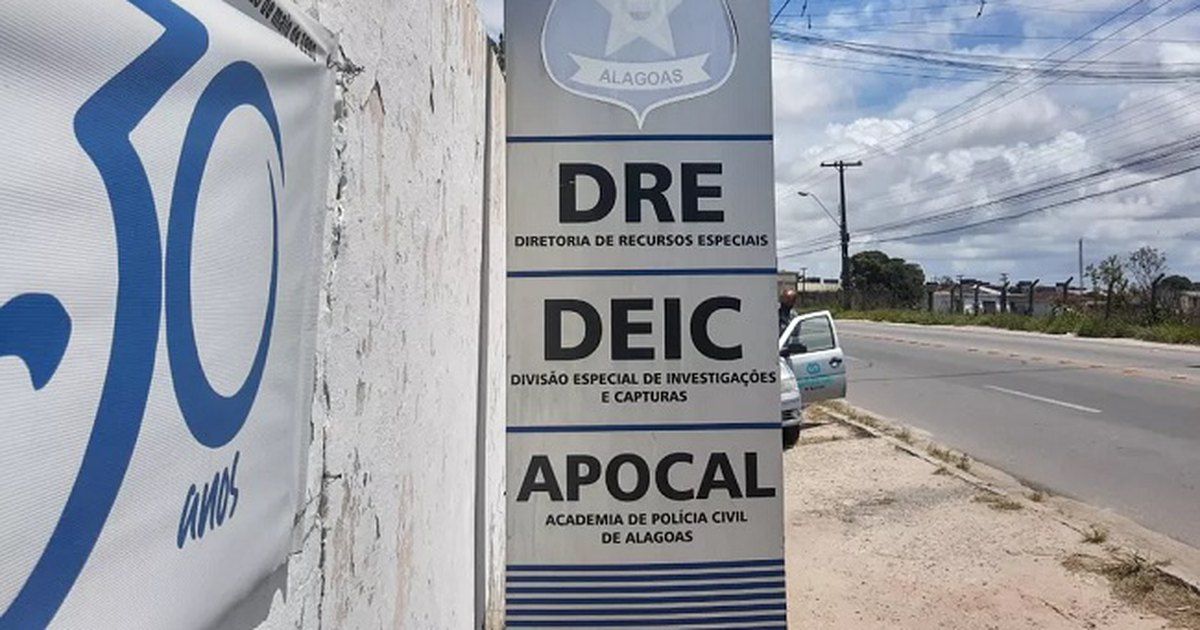 30
anos
ALAGOAS
DRE
DIRETORIA DE RECURSOS ESPECIAIS
DEIC
DIVISÃO ESPECIAL DE INVESTIGAÇÕES
E CAPTURAS
APOCAL
ACADEMIA DE POLÍCIA CIVIL
DE ALAGOAS